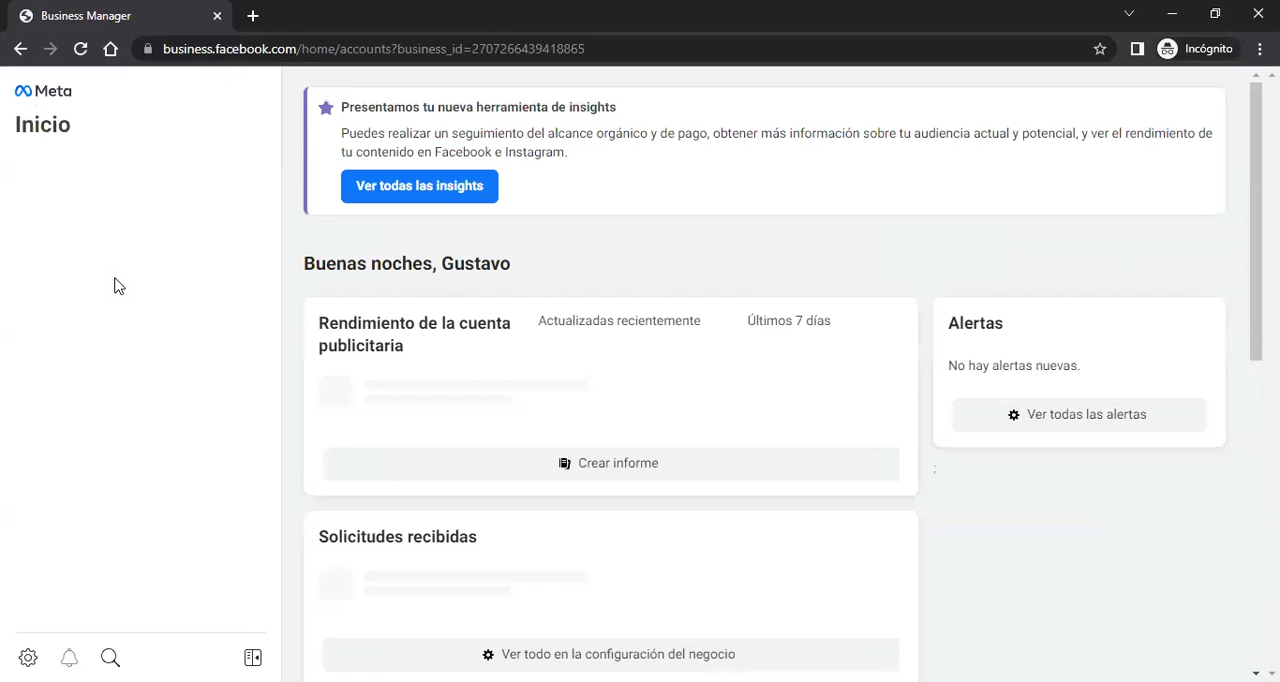 Business Manager
business.facebook.com/home/accounts?business_id=2707266439418865
Incógnito
Meta
Inicio
Presentamos tu nueva herramienta de insights
Puedes realizar un seguimiento del alcance orgánico y de pago, obtener más información sobre tu audiencia actual y potencial, y ver el rendimiento de
tu contenido en Facebook e Instagram.
Ver todas las insights
Buenas noches, Gustavo
Rendimiento de la cuenta
publicitaria
Actualizadas recientemente
Últimos 7 días
Crear informe
Alertas
No hay alertas nuevas.
Ver todas las alertas
;
Solicitudes recibidas
Ver todo en la configuración del negocio